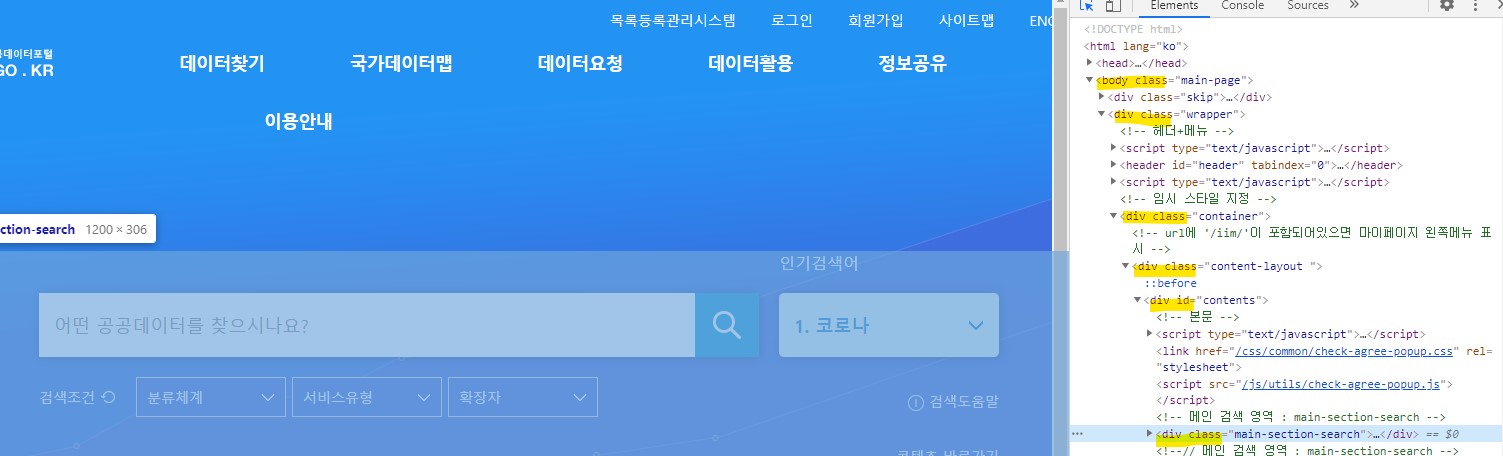 목록등록관리시스템 로그인 회원가입 사이트맵
공데이터포털
GO . KR
데이터찾기 국가데이터맵 데이터요청 데이터활용 정보공유
이용안내
ction-search 1200 × 306
인기검색어
어떤 공공데이터를 찾으시나요?
1. 코로나
검색조건 분류체계 서비스유형 확장자
검색도움말
Elements Console Sources »
<!DOCTYPE html>
<html lang="ko">
<head>…</head>
<body class="main-page">
<div class="skip">…</div>
<div class="wrapper">
<!-- 헤더+메뉴 -->
<script type="text/javascript">…</script>
<header id="header" tabindex="0">…</header>
<script type="text/javascript">…</script>
<!-- 임시 스타일 지정 -->
<div class="container">
<!-- url에 '/iim/'이 포함되어있으면 마이페이지 왼쪽메뉴 표
시 -->
<div class="content-layout ">
::before
<div id="contents">
<!-- 본문 -->
<script type="text/javascript">…</script>
<link href="/css/common/check-agree-popup.css" rel=
"stylesheet">
<script src="/js/utils/check-agree-popup.js">
</script>
<!-- 메인 검색 영역 : main-section-search -->
<div class="main-section-search">…</div> == $0
<!--// 메인 검색 영역 : main-section-search -->